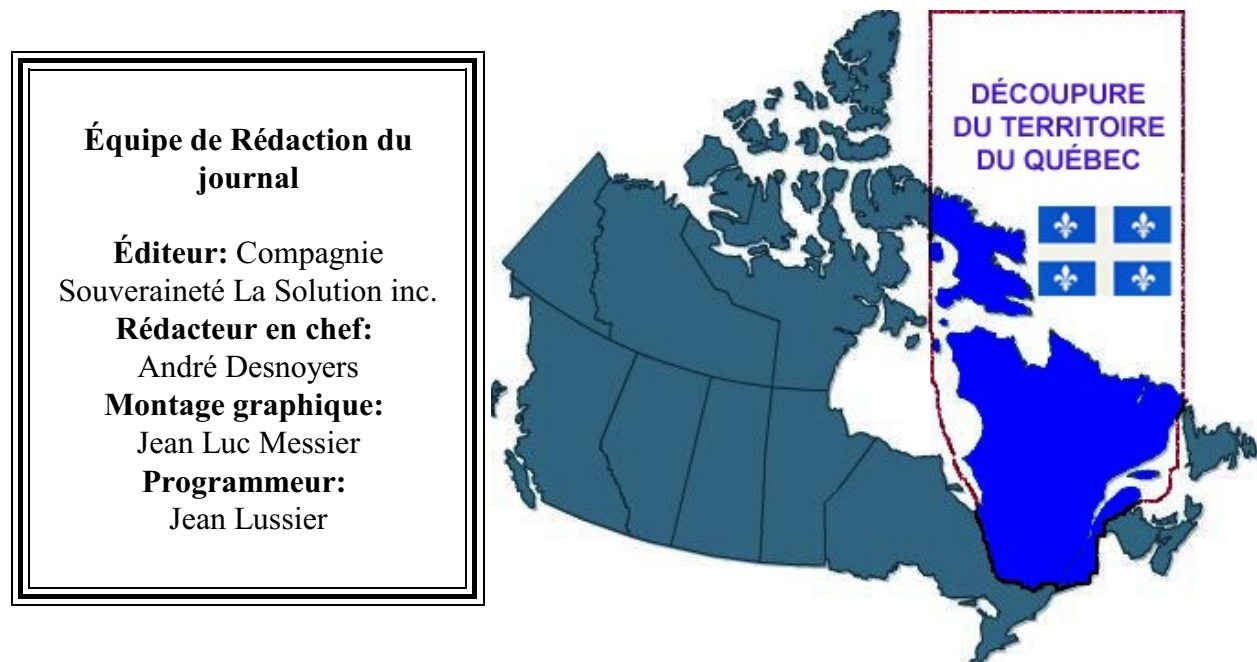 Équipe de Rédaction du
journal
Éditeur: Compagnie
Souveraineté La Solution inc.
Rédacteur en chef:
André Desnoyers
Montage graphique:
Jean Luc Messier
Programmeur:
Jean Lussier
DÉCOUPURE
DU TERRITOIRE
DU QUÉBEC